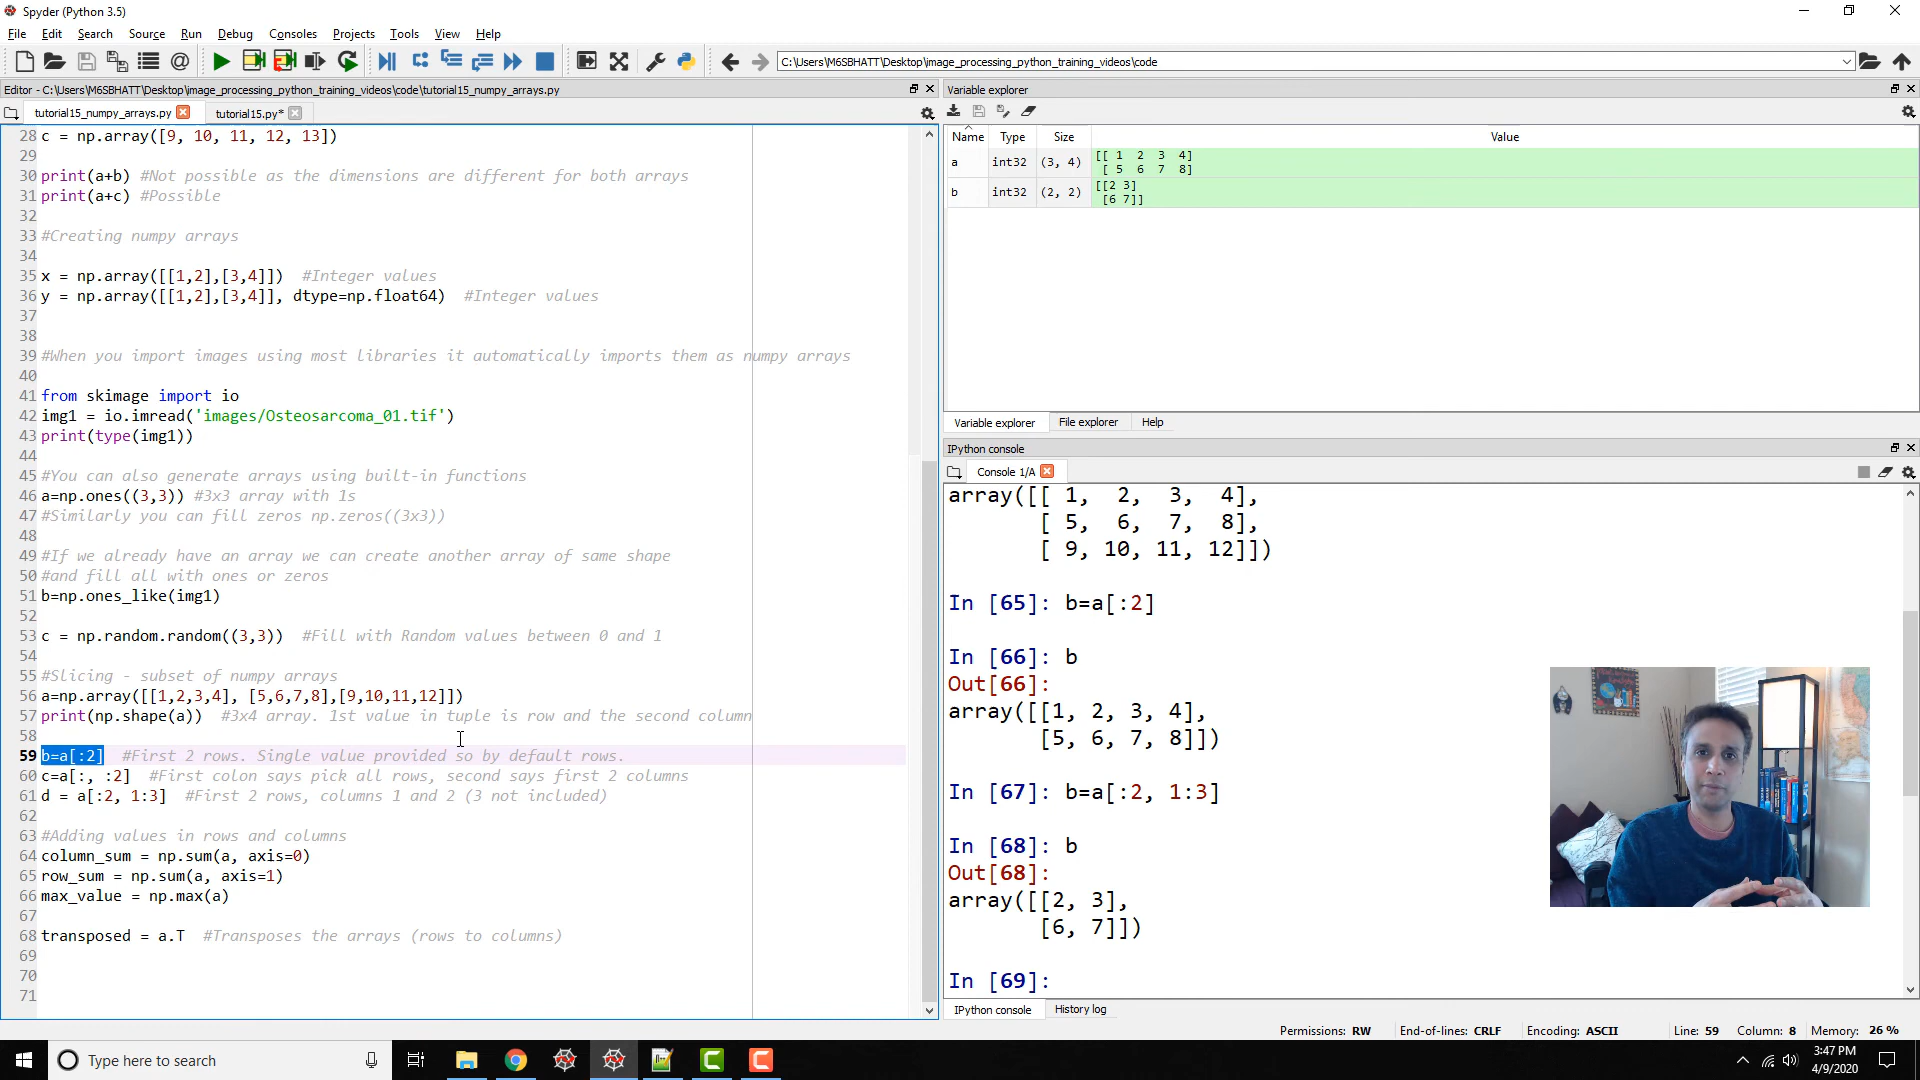 Spyder (Python 3.5)
File Edit Search Source Run Debug Consoles Projects Tools View Help
C:\Users\M6SBHATT\Desktop\image_processing_python_training_videos\code
Editor - C:\Users\M6SBHATT\Desktop\image_processing_python_training_videos\code\tutorial15_numpy_arrays.py
tutorial15_numpy_arrays.py tutorial15.py*
28 c = np.array([9, 10, 11, 12, 13])
29
30 print(a+b) #Not possible as the dimensions are different for both arrays
31 print(a+c) #Possible
32
33 #Creating numpy arrays
34
35 x = np.array([[1,2],[3,4]])  #Integer values
36 y = np.array([[1,2],[3,4]], dtype=np.float64)  #Integer values
37
38
39 #When you import images using most libraries it automatically imports them as numpy arrays
40
41 from skimage import io
42 img1 = io.imread('images/Osteosarcoma_01.tif')
43 print(type(img1))
44
45 #You can also generate arrays using built-in functions
46 a=np.ones((3,3)) #3x3 array with 1s
47 #Similarly you can fill zeros np.zeros((3x3))
48
49 #If we already have an array we can create another array of same shape
50 #and fill all with ones or zeros
51 b=np.ones_like(img1)
52
53 c = np.random.random((3,3))  #Fill with Random values between 0 and 1
54
55 #Slicing - subset of numpy arrays
56 a=np.array([[1,2,3,4], [5,6,7,8],[9,10,11,12]])
57 print(np.shape(a))  #3x4 array. 1st value in tuple is row and the second column
58
59 b=a[:2]  #First 2 rows. Single value provided so by default rows.
60 c=a[:, :2]  #First colon says pick all rows, second says first 2 columns
61 d = a[:2, 1:3]  #First 2 rows, columns 1 and 2 (3 not included)
62
63 #Adding values in rows and columns
64 column_sum = np.sum(a, axis=0)
65 row_sum = np.sum(a, axis=1)
66 max_value = np.max(a)
67
68 transposed = a.T  #Transposes the arrays (rows to columns)
69
70
71
Variable explorer
Name Type Size Value
a int32 (3, 4) [[ 1  2  3  4]
[ 5  6  7  8]
b int32 (2, 2) [[2 3]
[6 7]]
Variable explorer File explorer Help
IPython console
Console 1/A
array([[ 1,  2,  3,  4],
[ 5,  6,  7,  8],
[ 9, 10, 11, 12]])
In [65]: b=a[:2]
In [66]: b
Out[66]:
array([[1, 2, 3, 4],
[5, 6, 7, 8]])
In [67]: b=a[:2, 1:3]
In [68]: b
Out[68]:
array([[2, 3],
[6, 7]])
In [69]:
IPython console History log
Permissions: RW End-of-lines: CRLF Encoding: ASCII Line: 59 Column: 8 Memory: 26 %
Type here to search
3:47 PM
4/9/2020